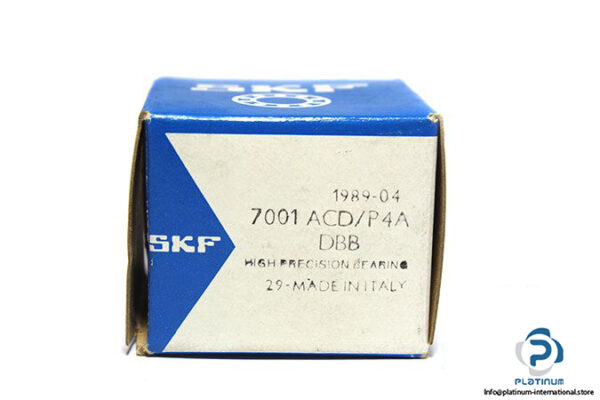 SKF
1989-04
7001 ACD/P4A
DBB
SKF
HIGH PRECISION BEARING
29-MADE IN ITALY
PLATINUM
Info@platinum-international.store